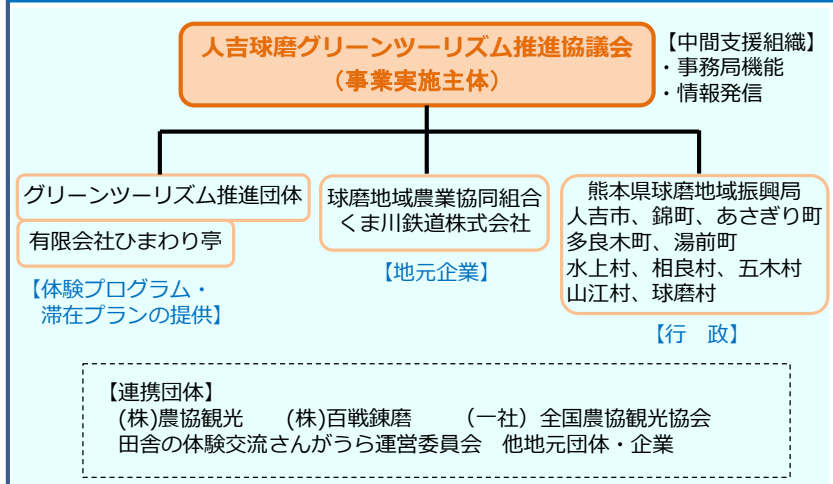 人吉球磨グリーンツーリズム推進協議会
（事業実施主体）
【中間支援組織】
・事務局機能
・情報発信
グリーンツーリズム推進団体
有限会社ひまわり亭
【体験プログラム・
滞在プランの提供】
球磨地域農業協同組合
くま川鉄道株式会社
【地元企業】
熊本県球磨地域振興局
人吉市、錦町、あさぎり町
多良木町、湯前町
水上村、相良村、五木村
山江村、球磨村
【行　政】
【連携団体】
(株)農協観光　　(株)百戦錬磨　　（一社）全国農協観光協会
田舎の体験交流さんがうら運営委員会　他地元団体・企業